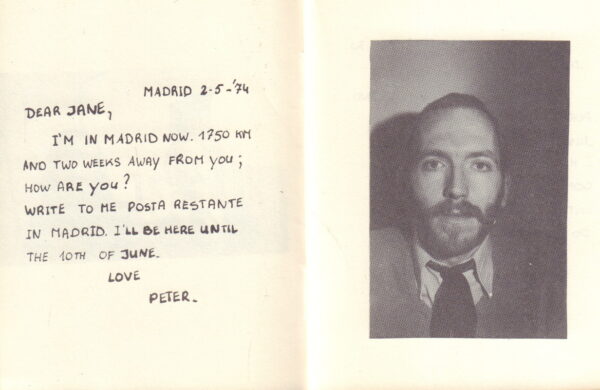 MADRID 2-5-'74
DEAR JANE,
I'M IN MADRID NOW. 1750 KM
AND TWO WEEKS AWAY FROM YOU;
HOW ARE YOU?
WRITE TO ME POSTA RESTANTE
IN MADRID. I'LL BE HERE UNTIL
THE 10TH OF JUNE.
LOVE
PETER.